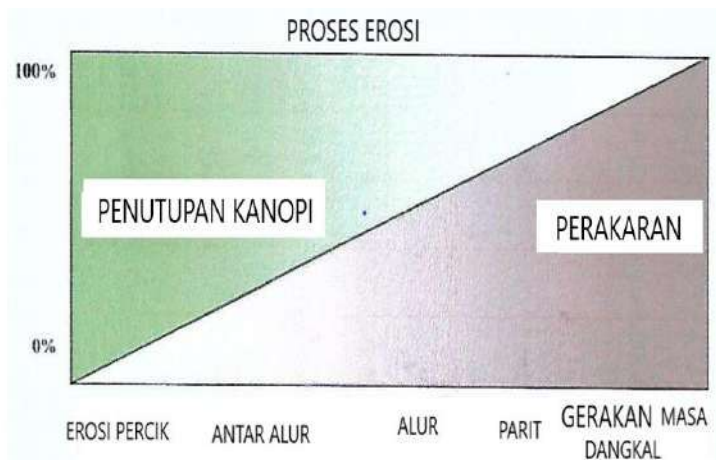 PROSES EROSI
100%
PENUTUPAN KANOPI
PERAKARAN
0%
EROSI PERCIK
ANTAR ALUR
ALUR
PARIT
GERAKAN MASA
DANGKAL